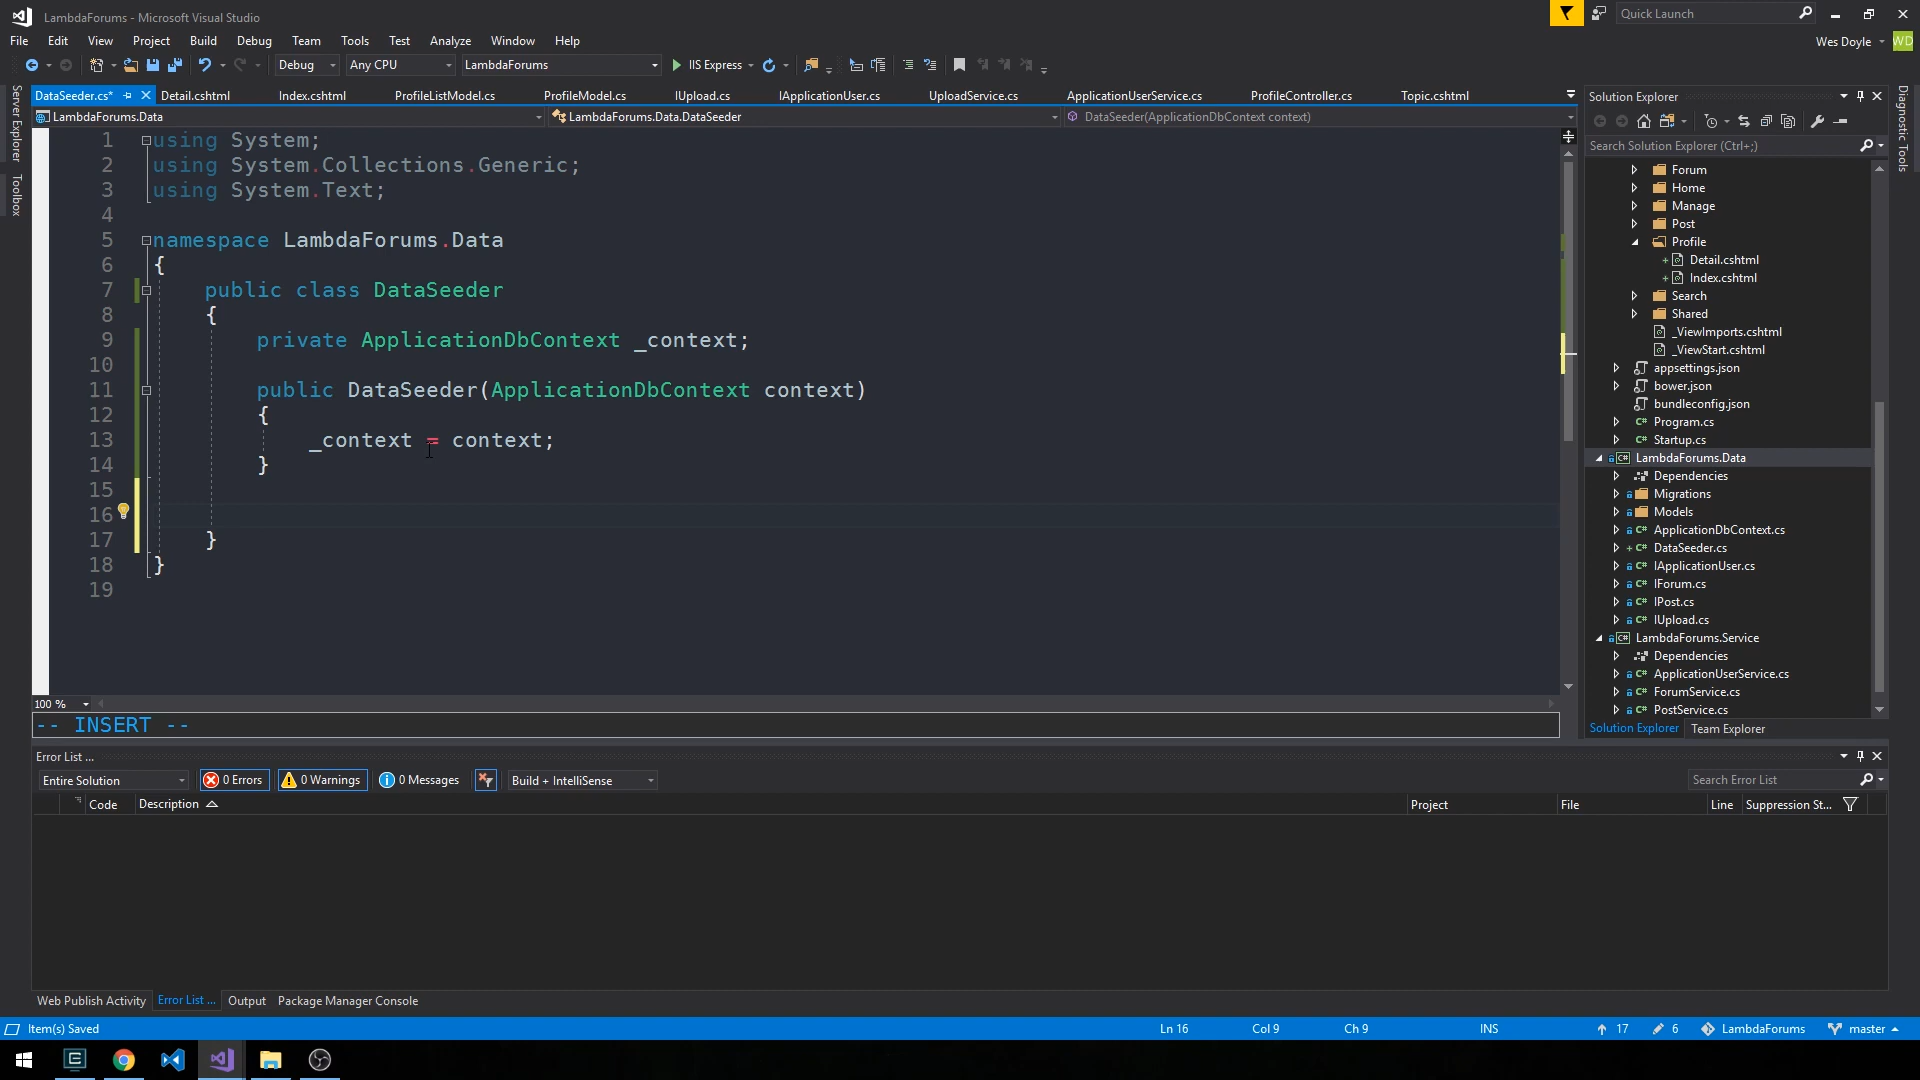 LambdaForums - Microsoft Visual Studio
Quick Launch
File Edit View Project Build Debug Team Tools Test Analyze Window Help
Wes Doyle WD
Debug Any CPU LambdaForums IIS Express
DataSeeder.cs* Detail.cshtml Index.cshtml ProfileListModel.cs ProfileModel.cs IUpload.cs IApplicationUser.cs UploadService.cs ApplicationUserService.cs ProfileController.cs Topic.cshtml
LambdaForums.Data LambdaForums.Data.DataSeeder DataSeeder(ApplicationDbContext context)
Server Explorer
Toolbox
1 using System;
2 using System.Collections.Generic;
3 using System.Text;
4
5 namespace LambdaForums.Data
6 {
7 public class DataSeeder
8 {
9 private ApplicationDbContext _context;
10
11 public DataSeeder(ApplicationDbContext context)
12 {
13 _context = context;
14 }
15
16
17 }
18 }
19
100 %
-- INSERT --
Solution Explorer
Search Solution Explorer (Ctrl+;)
Forum
Home
Manage
Post
Profile
Detail.cshtml
Index.cshtml
Search
Shared
_ViewImports.cshtml
_ViewStart.cshtml
appsettings.json
bower.json
bundleconfig.json
Program.cs
Startup.cs
LambdaForums.Data
Dependencies
Migrations
Models
ApplicationDbContext.cs
DataSeeder.cs
IApplicationUser.cs
IForum.cs
IPost.cs
IUpload.cs
LambdaForums.Service
Dependencies
ApplicationUserService.cs
ForumService.cs
PostService.cs
Solution Explorer Team Explorer
Diagnostic Tools
Error List ...
Entire Solution 0 Errors 0 Warnings 0 Messages Build + IntelliSense Search Error List
Code Description Project File Line Suppression St...
Web Publish Activity Error List ... Output Package Manager Console
Item(s) Saved Ln 16 Col 9 Ch 9 INS 17 6 LambdaForums master